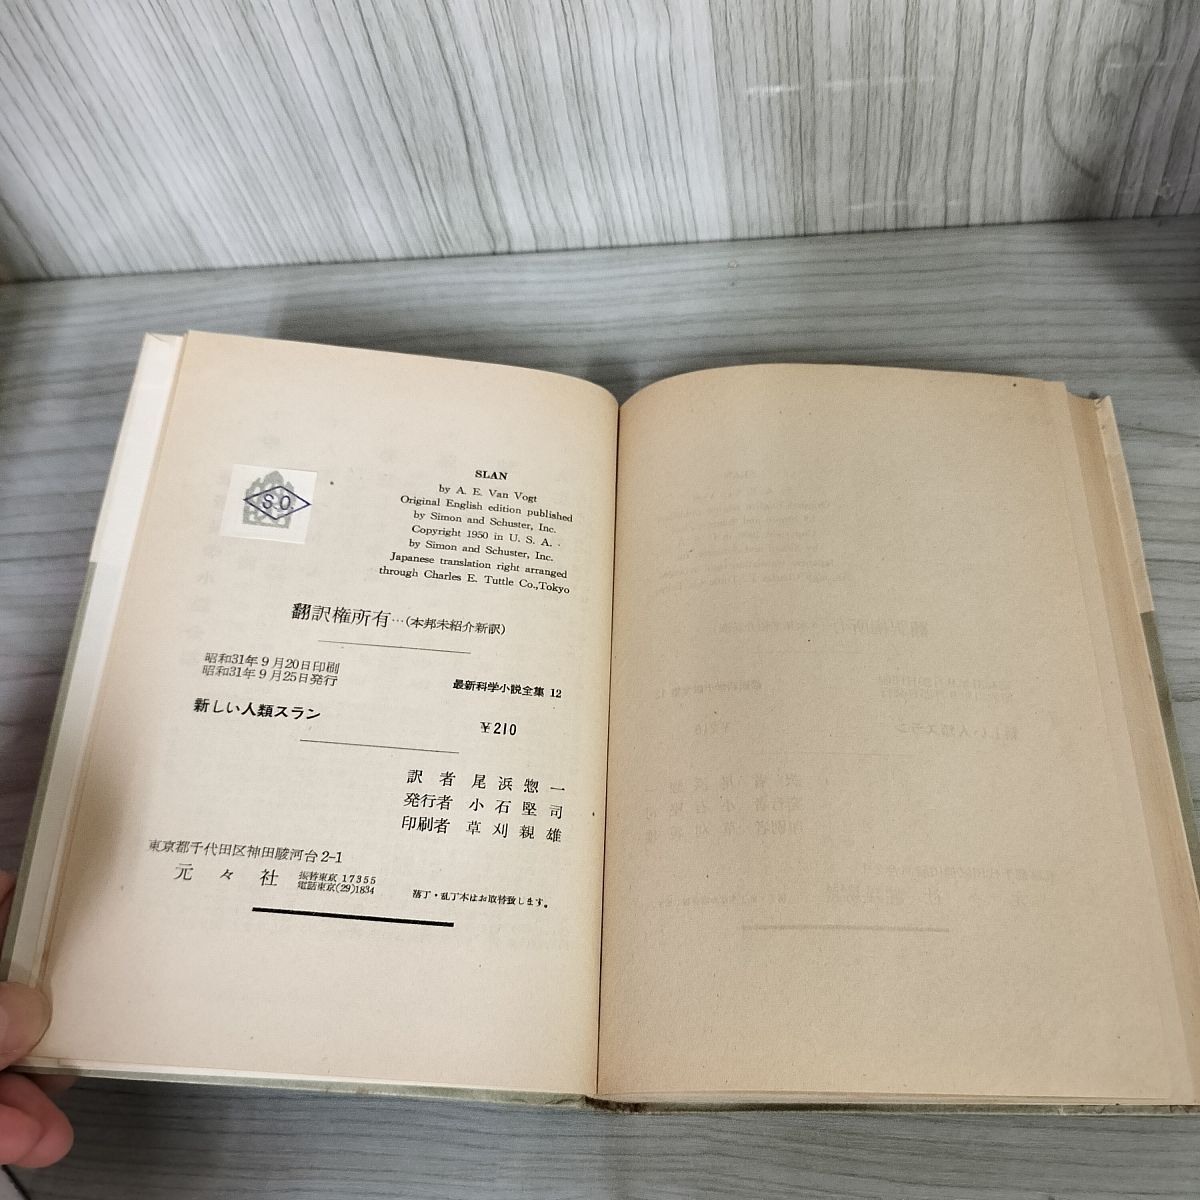 S.O.
SLAN
by A. E. Van Vogt
Original English edition published
by Simon and Schuster, Inc.
Copyright 1950 in U. S. A. .
by Simon and Schuster, Inc.
Japanese translation right arranged
through Charles E. Tuttle Co.,Tokyo
翻訳権所有…(本邦未紹介新訳)
昭和31年9月20日印刷
昭和31年9月25日発行
最新科学小説全集 12
新しい人類スラン
¥210
訳者 尾浜惣一
発行者 小石堅司
印刷者 草刈親雄
東京都千代田区神田駿河台2-1
元々社
振替東京 17355
電話東京(29)1834
落丁・乱丁本はお取替致します。